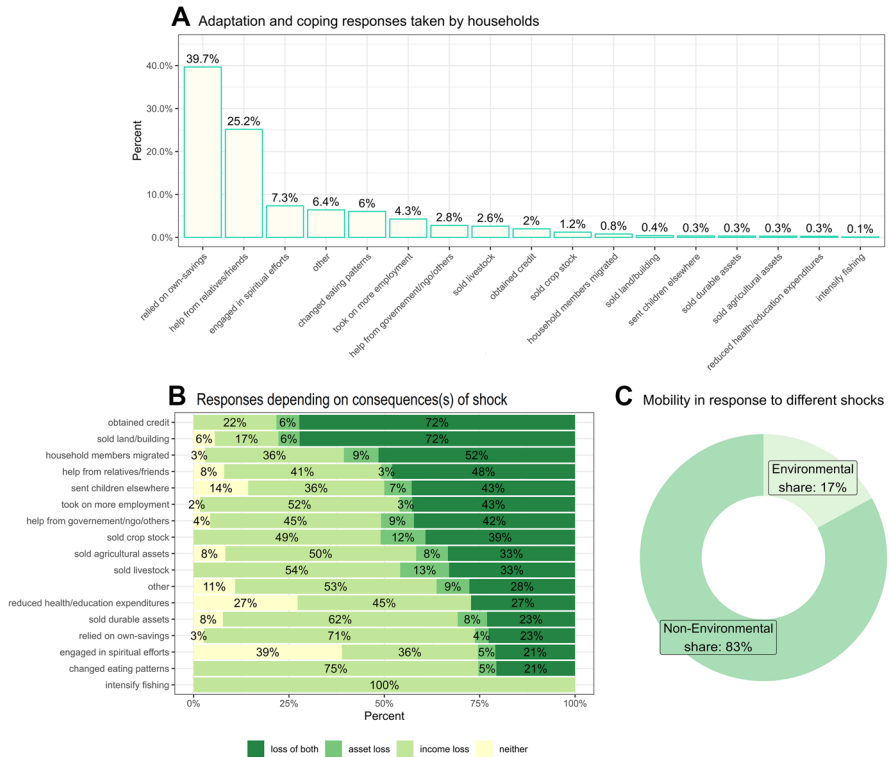 A Adaptation and coping responses taken by households
Percent
40.0%
30.0%
20.0%
10.0%
0.0%
39.7%
25.2%
7.3%
6.4%
6%
4.3%
2.8%
2.6%
2%
1.2%
0.8%
0.4%
0.3%
0.3%
0.3%
0.3%
0.1%
relied on own-savings
help from relatives/friends
engaged in spiritual efforts
other
changed eating patterns
took on more employment
help from governement/ngo/others
sold livestock
obtained credit
sold crop stock
household members migrated
sold land/building
sent children elsewhere
sold durable assets
sold agricultural assets
reduced health/education expenditures
intensify fishing
B Responses depending on consequences(s) of shock
obtained credit 22% 6% 72%
sold land/building 6% 17% 6% 72%
household members migrated 3% 36% 9% 52%
help from relatives/friends 8% 41% 3% 48%
sent children elsewhere 14% 36% 7% 43%
took on more employment 2% 52% 3% 43%
help from governement/ngo/others 4% 45% 9% 42%
sold crop stock 49% 12% 39%
sold agricultural assets 8% 50% 8% 33%
sold livestock 54% 13% 33%
other 11% 53% 9% 28%
reduced health/education expenditures 27% 45% 27%
sold durable assets 8% 62% 8% 23%
relied on own-savings 3% 71% 4% 23%
engaged in spiritual efforts 39% 36% 5% 21%
changed eating patterns 75% 5% 21%
intensify fishing 100%
0% 25% 50% 75% 100%
Percent
loss of both asset loss income loss neither
C Mobility in response to different shocks
Environmental
share: 17%
Non-Environmental
share: 83%